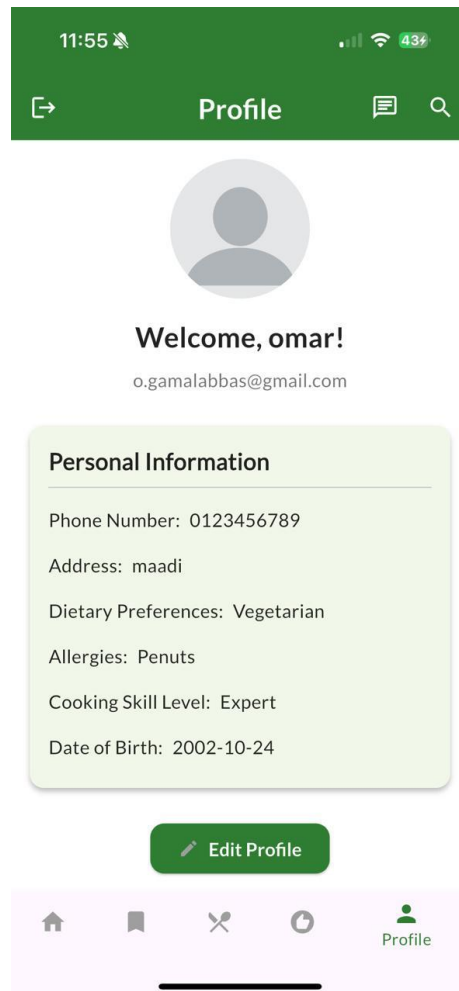 11:55
43
Profile
Welcome, omar!
o.gamalabbas@gmail.com
Personal Information
Phone Number: 0123456789
Address: maadi
Dietary Preferences: Vegetarian
Allergies: Penuts
Cooking Skill Level: Expert
Date of Birth: 2002-10-24
Edit Profile
Profile